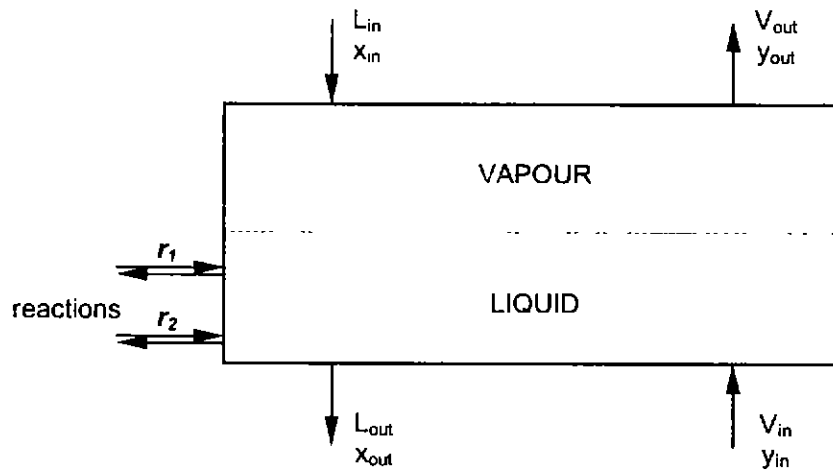 L_in
x_in
V_out
y_out
VAPOUR
r_1
reactions
LIQUID
r_2
L_out
x_out
V_in
y_in